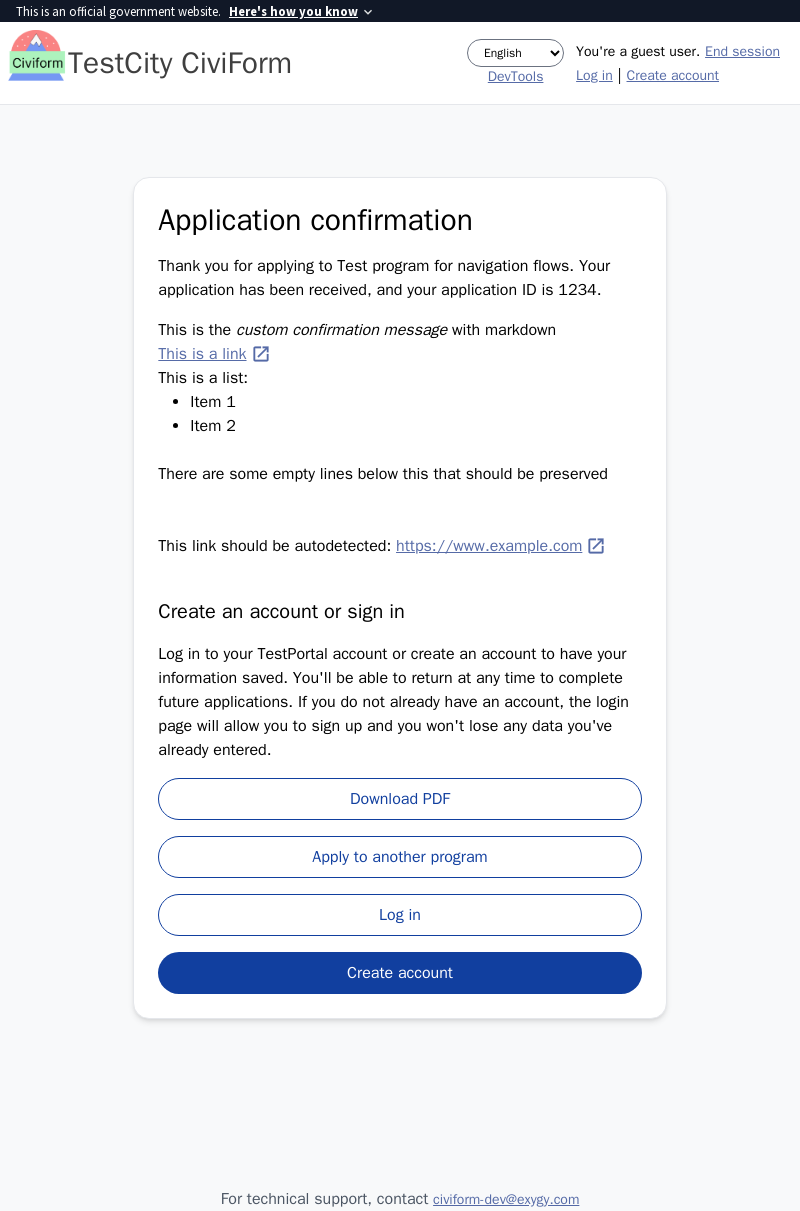 This is an official government website. Here's how you know
Civiform TestCity CiviForm
English
DevTools
You're a guest user. End session
Log in | Create account
Application confirmation
Thank you for applying to Test program for navigation flows. Your
application has been received, and your application ID is 1234.
This is the custom confirmation message with markdown
This is a link
This is a list:
• Item 1
• Item 2
There are some empty lines below this that should be preserved
This link should be autodetected: https://www.example.com
Create an account or sign in
Log in to your TestPortal account or create an account to have your
information saved. You'll be able to return at any time to complete
future applications. If you do not already have an account, the login
page will allow you to sign up and you won't lose any data you've
already entered.
Download PDF
Apply to another program
Log in
Create account
For technical support, contact civiform-dev@exygy.com